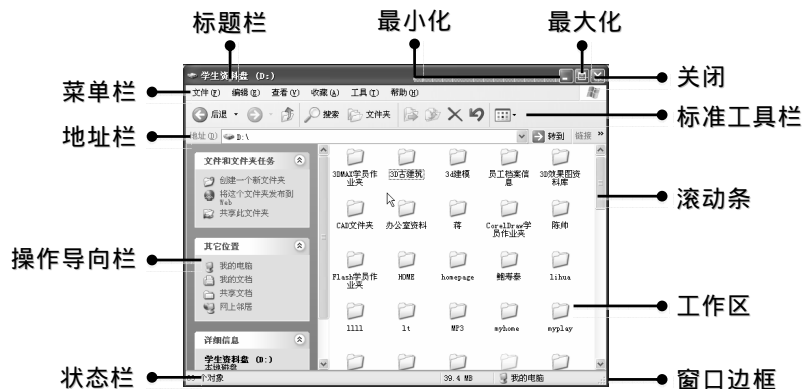 标题栏
最小化
最大化
菜单栏
关闭
地址栏
标准工具栏
滚动条
操作导向栏
工作区
状态栏
窗口边框
学生资料盘 (D:)
文件(F) 编辑(E) 查看(V) 收藏(A) 工具(T) 帮助(H)
后退 搜索 文件夹
地址(D) D:\ 转到 链接 »
文件和文件夹任务
创建一个新文件夹
将这个文件夹发布到
Web
共享此文件夹
其它位置
我的电脑
我的文档
共享文档
网上邻居
详细信息
学生资料盘 (D:)
本地磁盘
3DMAX学员作
业夹
3D古建筑
3d建模
员工档案信
息
3D效果图资
料库
CAD文件夹
办公室资料
蒋
CorelDraw学
员作业夹
陈帅
Flash学员作
业夹
HOME
homepage
鲍寿泰
lihua
1111
lt
MP3
myhome
myplay
个对象 39.4 MB 我的电脑